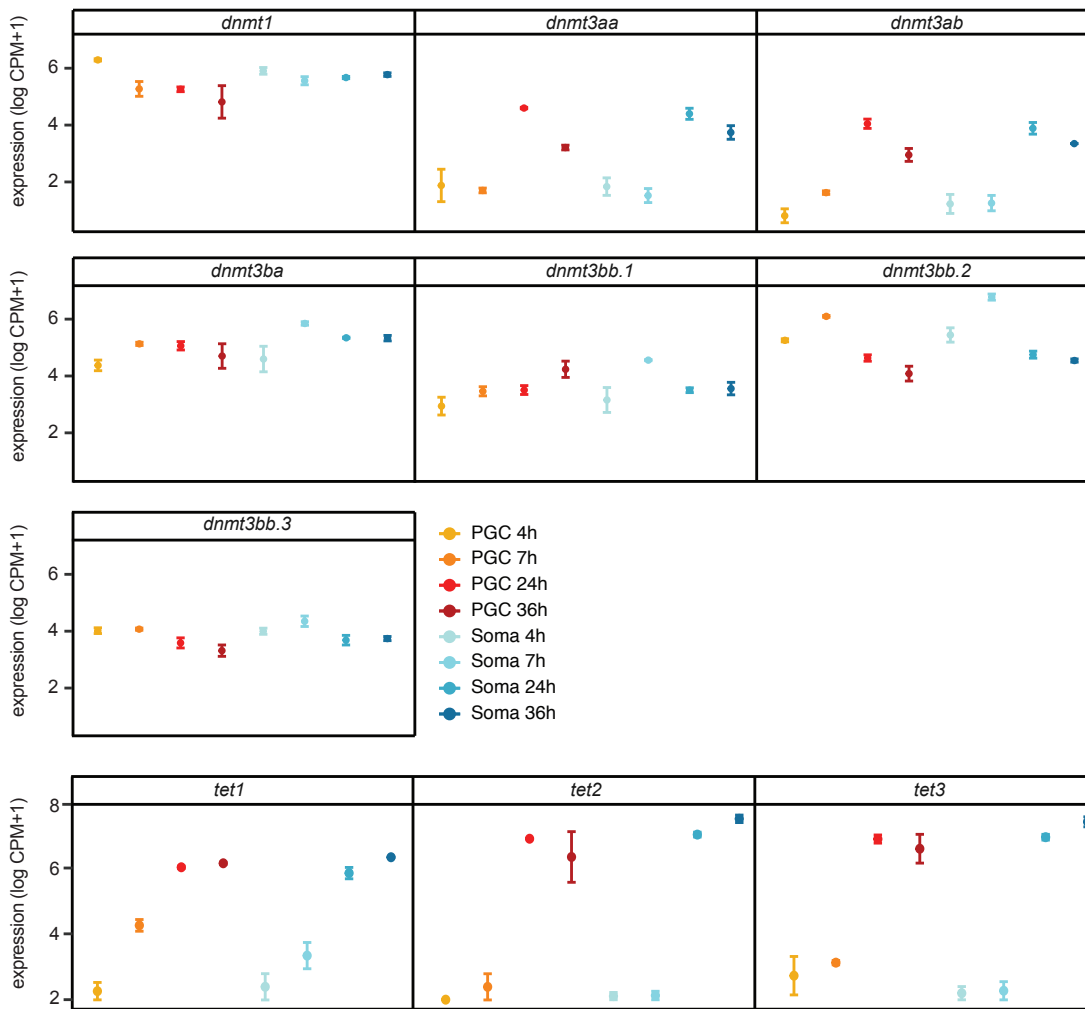 dnmt1 dnmt3aa dnmt3ab
expression (log CPM+1)
6
4
2
dnmt3ba dnmt3bb.1 dnmt3bb.2
expression (log CPM+1)
6
4
2
dnmt3bb.3
expression (log CPM+1)
6
4
2
PGC 4h
PGC 7h
PGC 24h
PGC 36h
Soma 4h
Soma 7h
Soma 24h
Soma 36h
tet1 tet2 tet3
expression (log CPM+1)
8
6
4
2